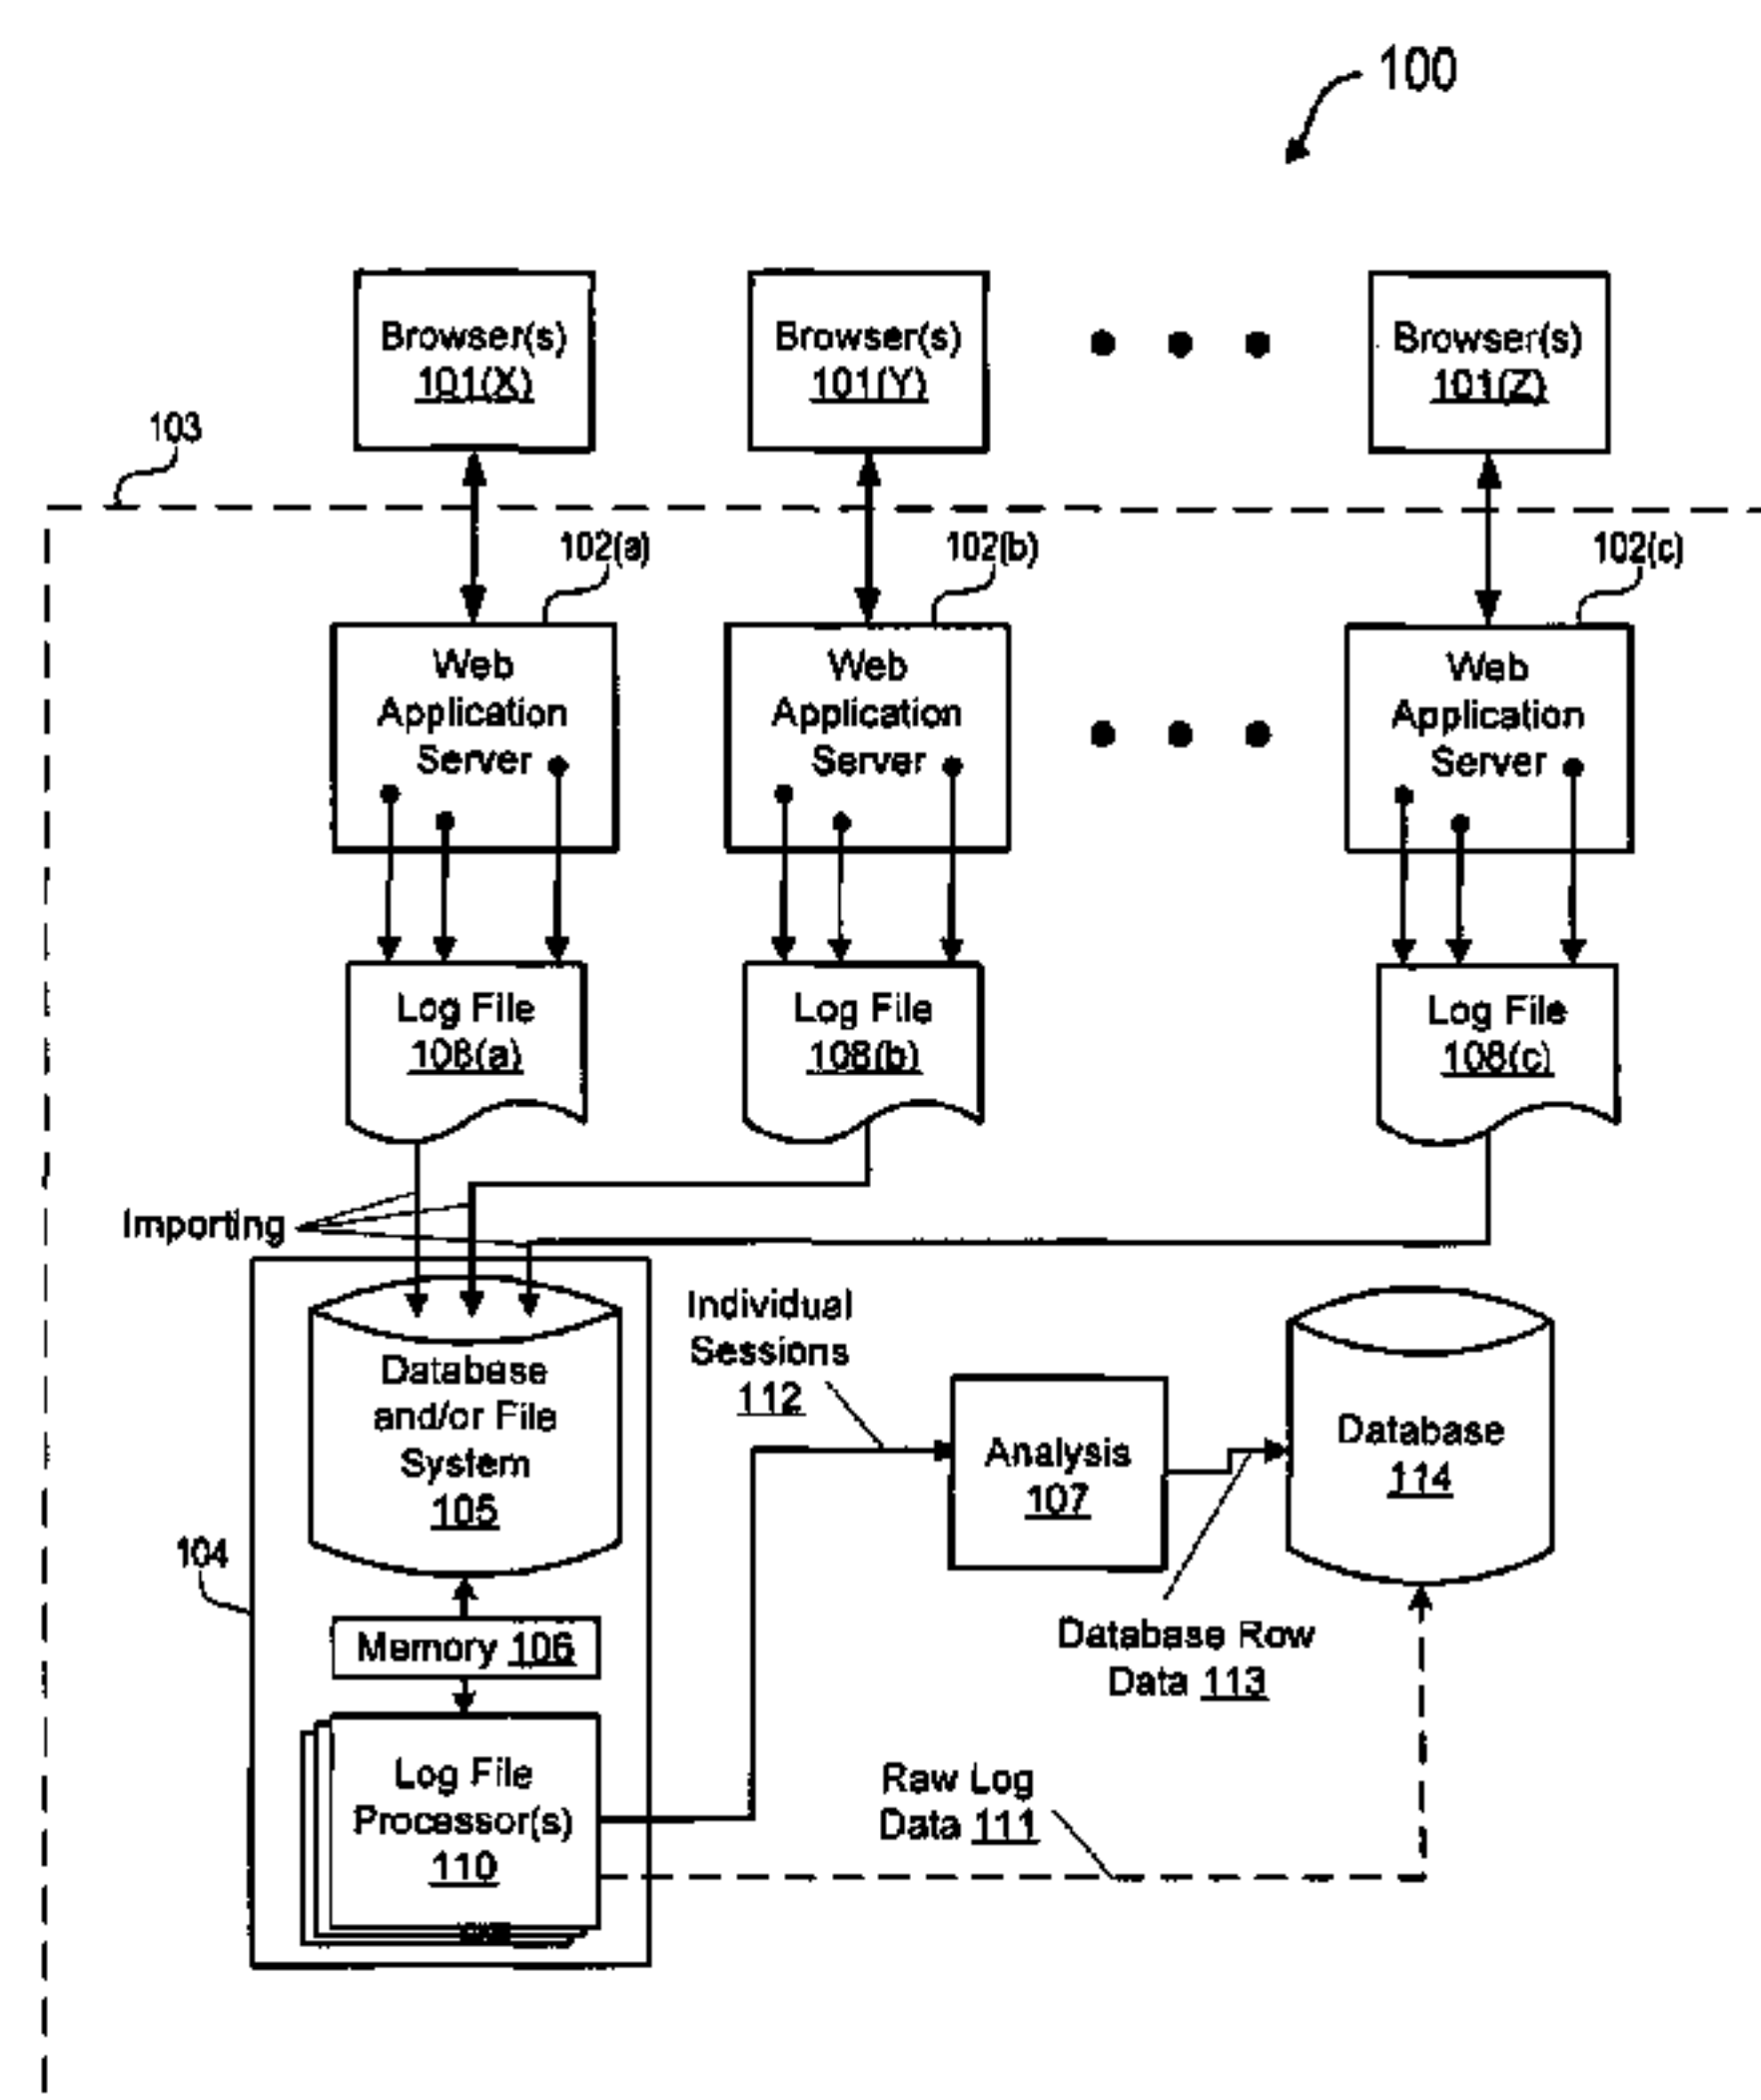 100
Browser(s)
101(X)
Browser(s)
101(Y)
Browser(s)
101(Z)
103
102(a)
102(b)
102(c)
Web
Application
Server
Web
Application
Server
Web
Application
Server
Log File
108(a)
Log File
108(b)
Log File
108(c)
Importing
Database
and/or File
System
105
Individual
Sessions
112
Analysis
107
Database
114
104
Memory 106
Database Row
Data 113
Log File
Processor(s)
110
Raw Log
Data 111